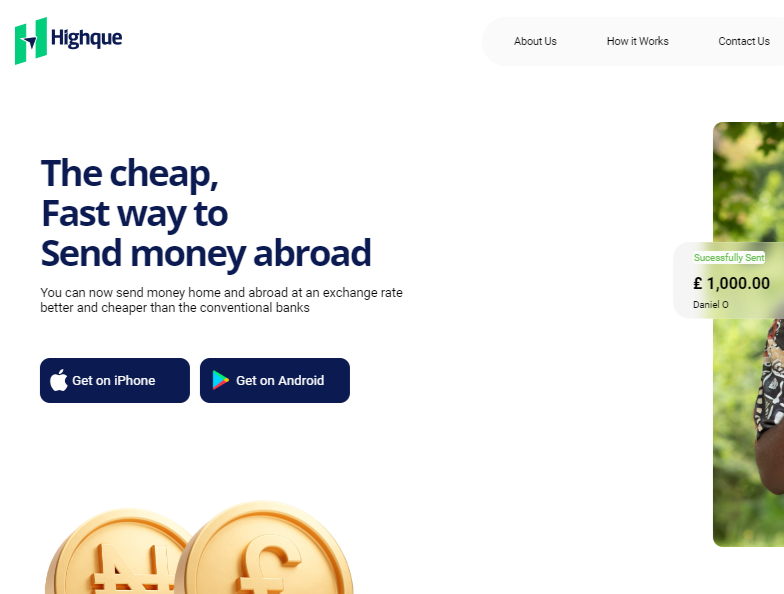 Highque
About Us
How it Works
Contact Us
The cheap,
Fast way to
Send money abroad
You can now send money home and abroad at an exchange rate
better and cheaper than the conventional banks
Get on iPhone
Get on Android
Sucessfully Sent
£ 1,000.00
Daniel O
₦
£